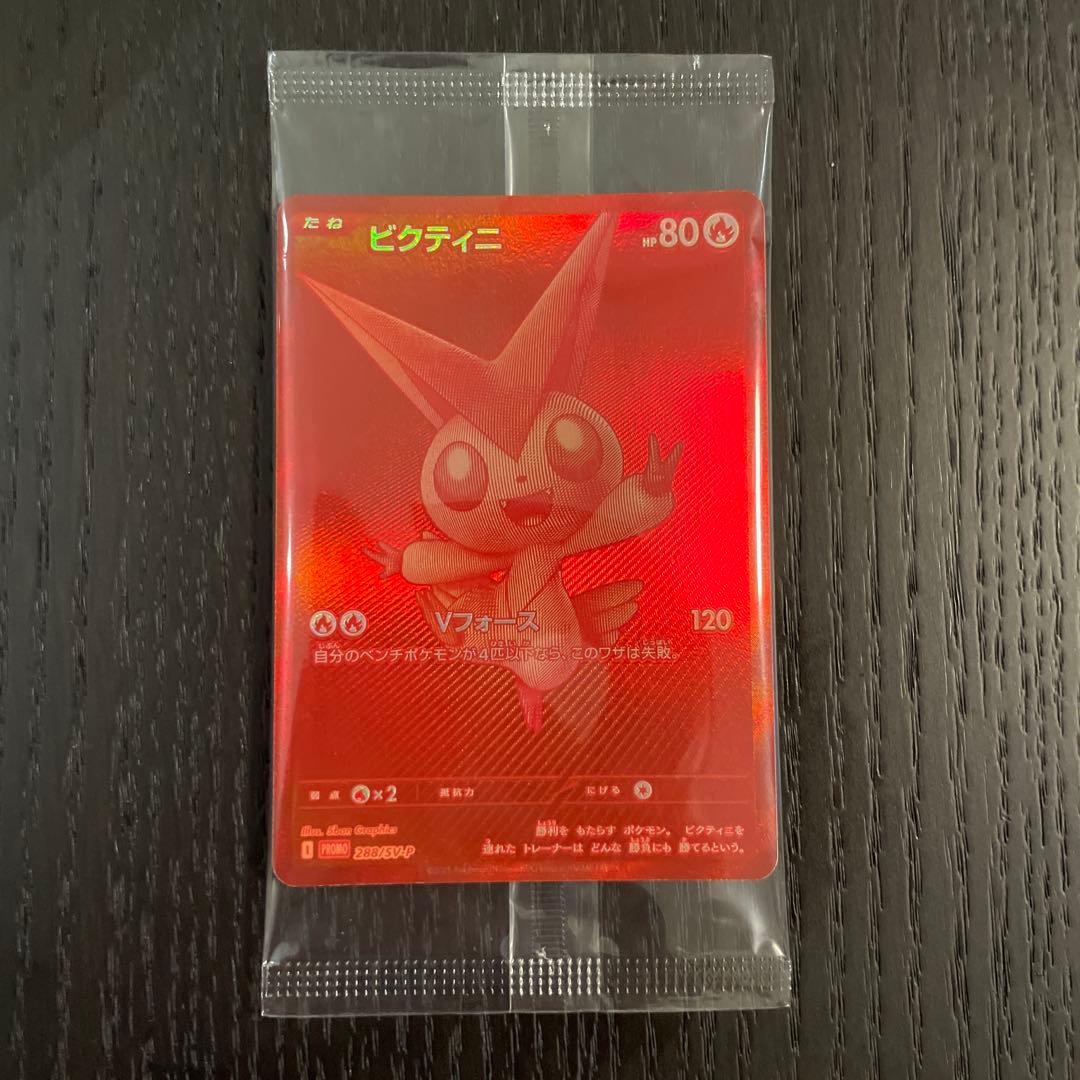 たね
ビクティニ
HP80
Vフォース 120
自分のベンチポケモンが4匹以下なら、このワザは失敗。
弱点 ×2 抵抗力 にげる
Illus. 5ban Graphics
勝利を もたらす ポケモン。 ビクティニを
連れた トレーナーは どんな 勝負にも 勝てるという。
I PROMO 288/SV-P